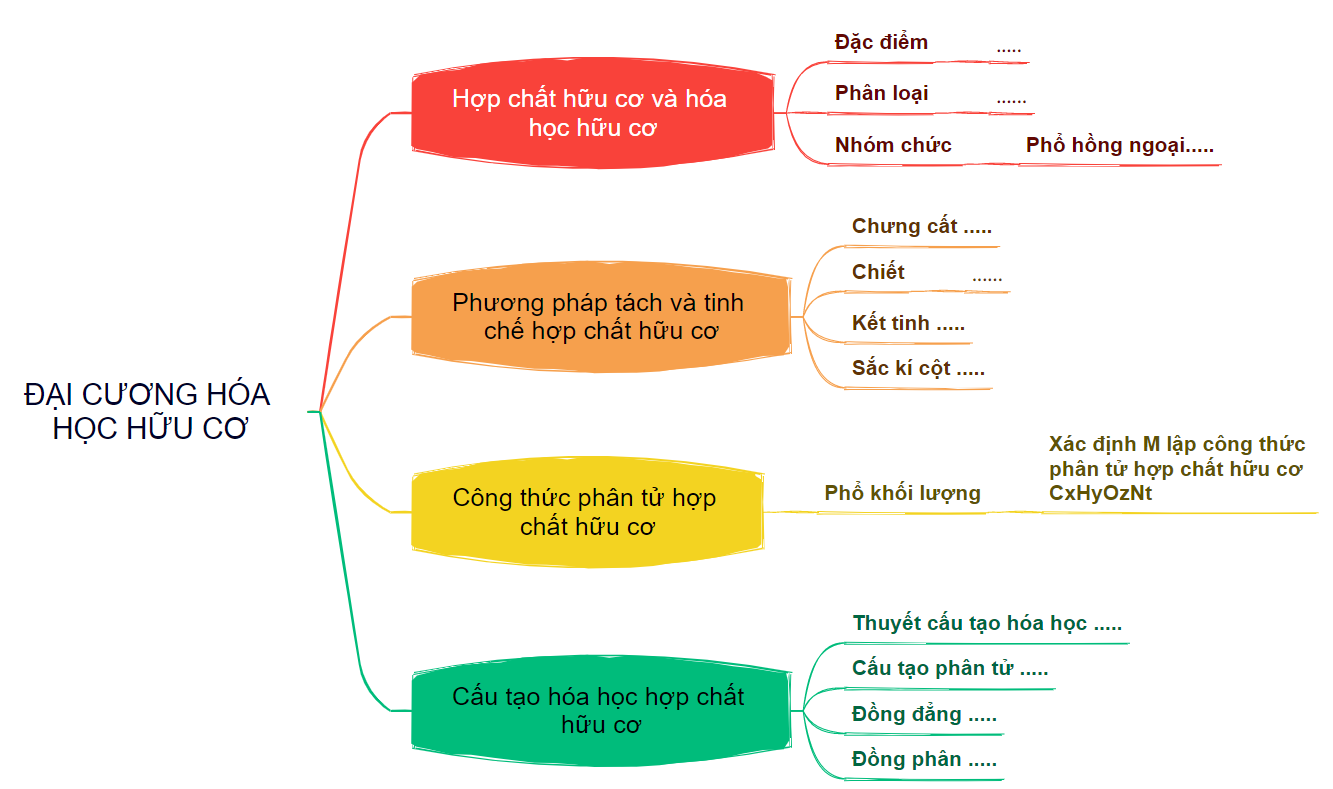 ĐẠI CƯƠNG HÓA
HỌC HỮU CƠ
Hợp chất hữu cơ và hóa
học hữu cơ
Đặc điểm .....
Phân loại ......
Nhóm chức Phổ hồng ngoại.....
Phương pháp tách và tinh
chế hợp chất hữu cơ
Chưng cất .....
Chiết ......
Kết tinh .....
Sắc kí cột .....
Công thức phân tử hợp
chất hữu cơ
Phổ khối lượng
Xác định M lập công thức
phân tử hợp chất hữu cơ
CxHyOzNt
Cấu tạo hóa học hợp chất
hữu cơ
Thuyết cấu tạo hóa học .....
Cấu tạo phân tử .....
Đồng đẳng .....
Đồng phân .....